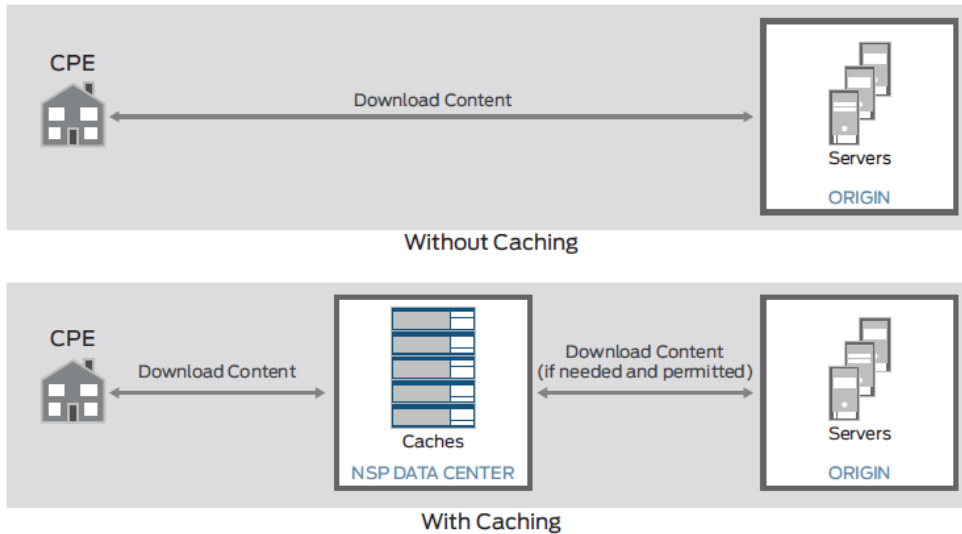 CPE
Download Content
Servers
ORIGIN
Without Caching
CPE
Download Content
Caches
NSP DATA CENTER
Download Content
(if needed and permitted)
Servers
ORIGIN
With Caching